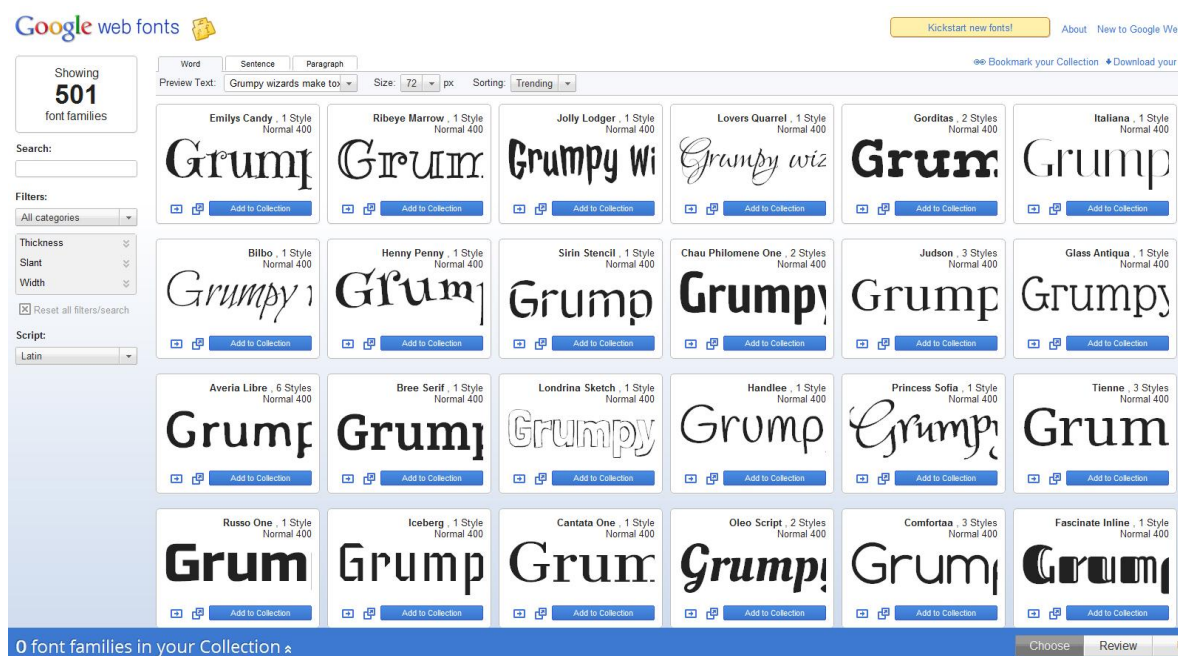 Google web fonts
Kickstart new fonts!
About New to Google We
Showing
501
font families
Word Sentence Paragraph
Bookmark your Collection Download your
Preview Text: Grumpy wizards make to Size: 72 px Sorting: Trending
Search:
Filters:
All categories
Thickness
Slant
Width
Reset all filters/search
Script:
Latin
Emilys Candy , 1 Style
Normal 400
Grump
Add to Collection
Ribeye Marrow , 1 Style
Normal 400
Grum
Add to Collection
Jolly Lodger , 1 Style
Normal 400
Grumpy Wi
Add to Collection
Lovers Quarrel , 1 Style
Normal 400
Grumpy wiz
Add to Collection
Gorditas , 2 Styles
Normal 400
Grum
Add to Collection
Italiana , 1 Style
Normal 400
Grump
Add to Collection
Bilbo , 1 Style
Normal 400
Grumpy
Add to Collection
Henny Penny , 1 Style
Normal 400
Grump
Add to Collection
Sirin Stencil , 1 Style
Normal 400
Grump
Add to Collection
Chau Philomene One , 2 Styles
Normal 400
Grumpy
Add to Collection
Judson , 3 Styles
Normal 400
Grump
Add to Collection
Glass Antiqua , 1 Style
Normal 400
Grumpy
Add to Collection
Averia Libre , 6 Styles
Normal 400
Grump
Add to Collection
Bree Serif , 1 Style
Normal 400
Grump
Add to Collection
Londrina Sketch , 1 Style
Normal 400
Grumpy
Add to Collection
Handlee , 1 Style
Normal 400
Grump
Add to Collection
Princess Sofia , 1 Style
Normal 400
Grumpy
Add to Collection
Tienne , 3 Styles
Normal 400
Grum
Add to Collection
Russo One , 1 Style
Normal 400
Grum
Add to Collection
Iceberg , 1 Style
Normal 400
Grump
Add to Collection
Cantata One , 1 Style
Normal 400
Grum
Add to Collection
Oleo Script , 2 Styles
Normal 400
Grumpy
Add to Collection
Comfortaa , 3 Styles
Normal 400
Grump
Add to Collection
Fascinate Inline , 1 Style
Normal 400
Grump
Add to Collection
0 font families in your Collection
Choose Review